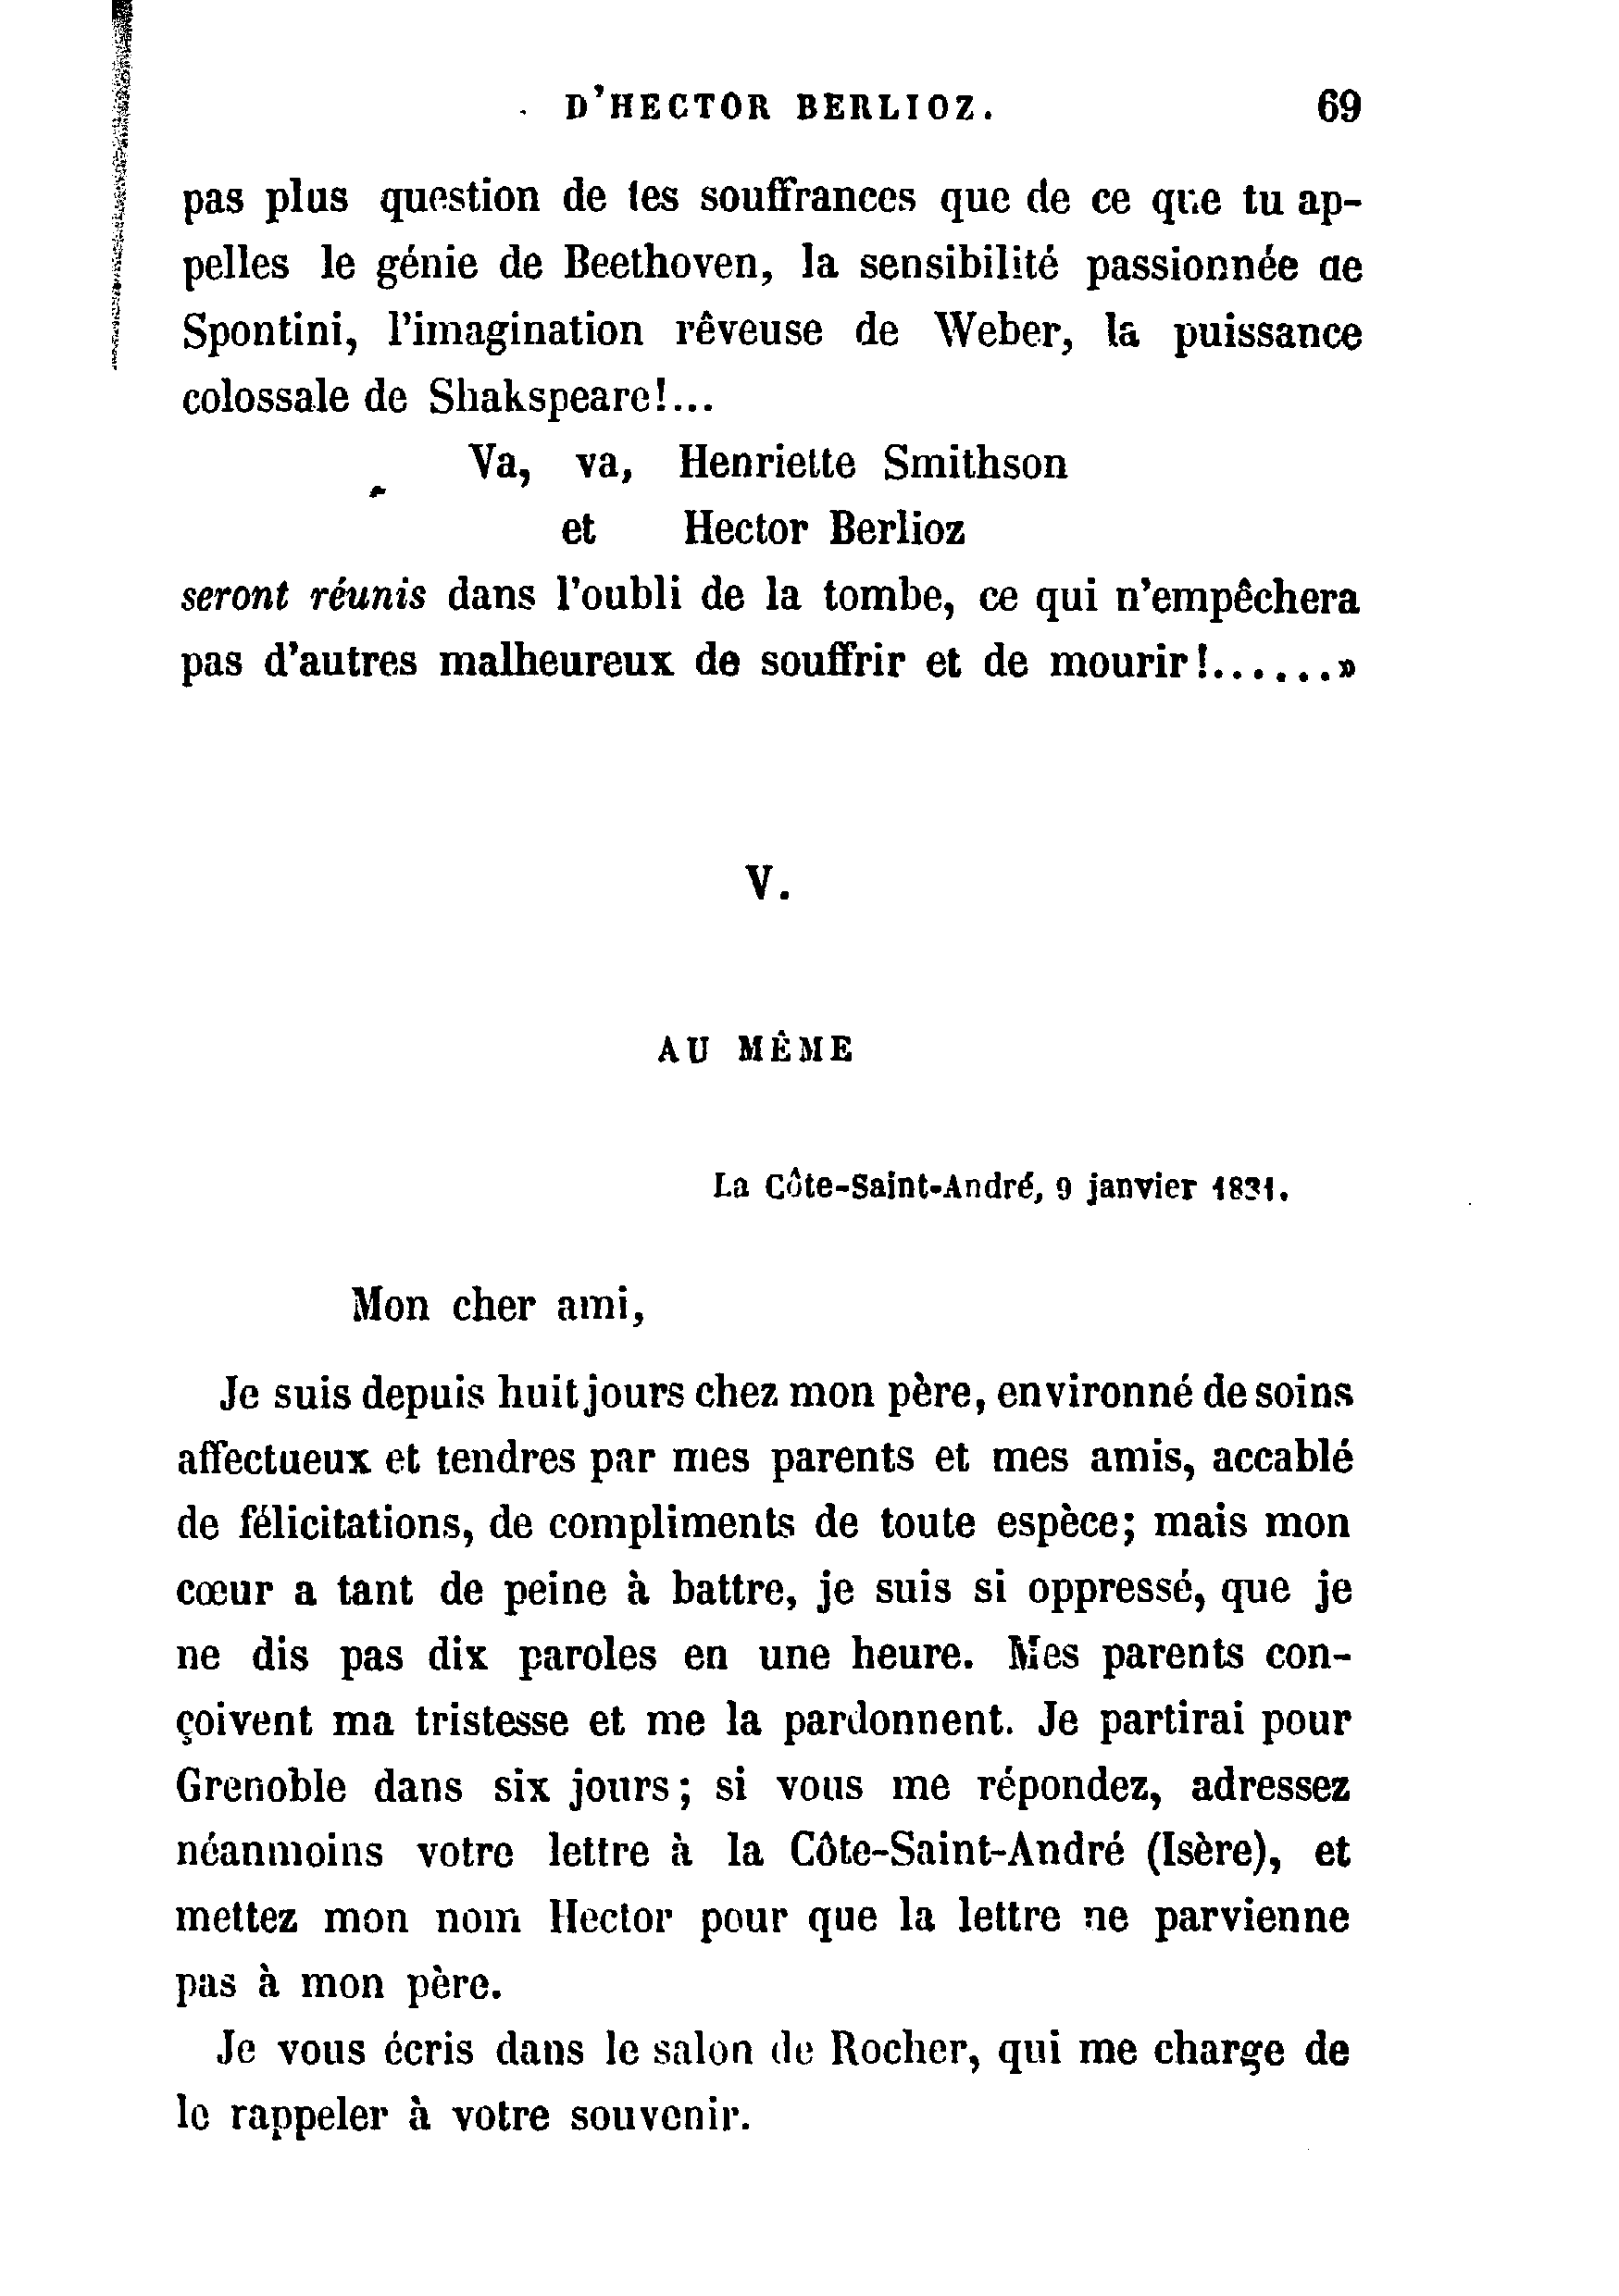 D'HECTOR BERLIOZ. 69
pas plus question de tes souffrances que de ce que tu ap-
pelles le génie de Beethoven, la sensibilité passionnée de
Spontini, l'imagination rêveuse de Weber, la puissance
colossale de Shakspeare!...
Va, va, Henriette Smithson
et Hector Berlioz
seront réunis dans l'oubli de la tombe, ce qui n'empêchera
pas d'autres malheureux de souffrir et de mourir!......»
V.
AU MÊME
La Côte-Saint-André, 9 janvier 1831.
Mon cher ami,
Je suis depuis huit jours chez mon père, environné de soins
affectueux et tendres par mes parents et mes amis, accablé
de félicitations, de compliments de toute espèce; mais mon
cœur a tant de peine à battre, je suis si oppressé, que je
ne dis pas dix paroles en une heure. Mes parents con-
çoivent ma tristesse et me la pardonnent. Je partirai pour
Grenoble dans six jours; si vous me répondez, adressez
néanmoins votre lettre à la Côte-Saint-André (Isère), et
mettez mon nom Hector pour que la lettre ne parvienne
pas à mon père.
Je vous écris dans le salon de Rocher, qui me charge de
le rappeler à votre souvenir.